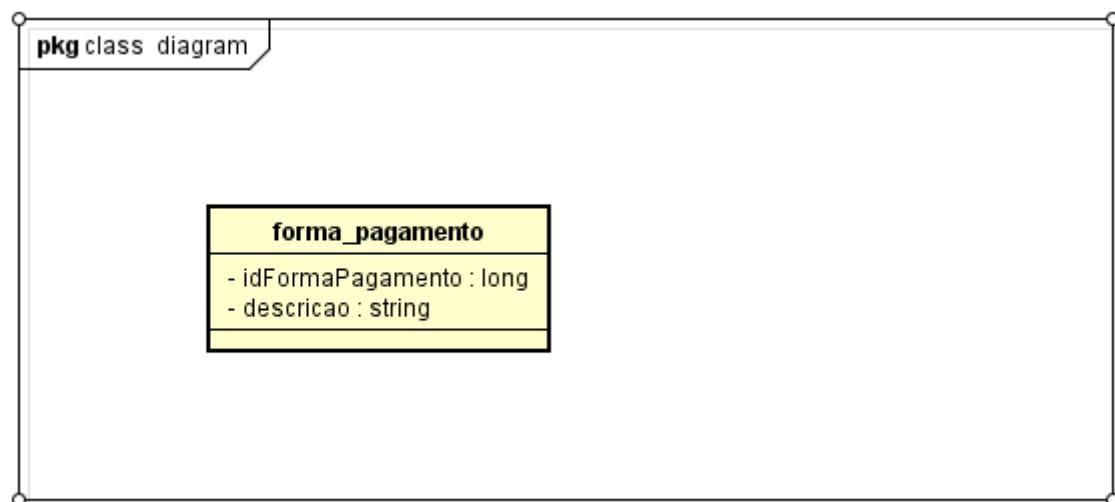 pkg class diagram
forma_pagamento
- idFormaPagamento : long
- descricao : string